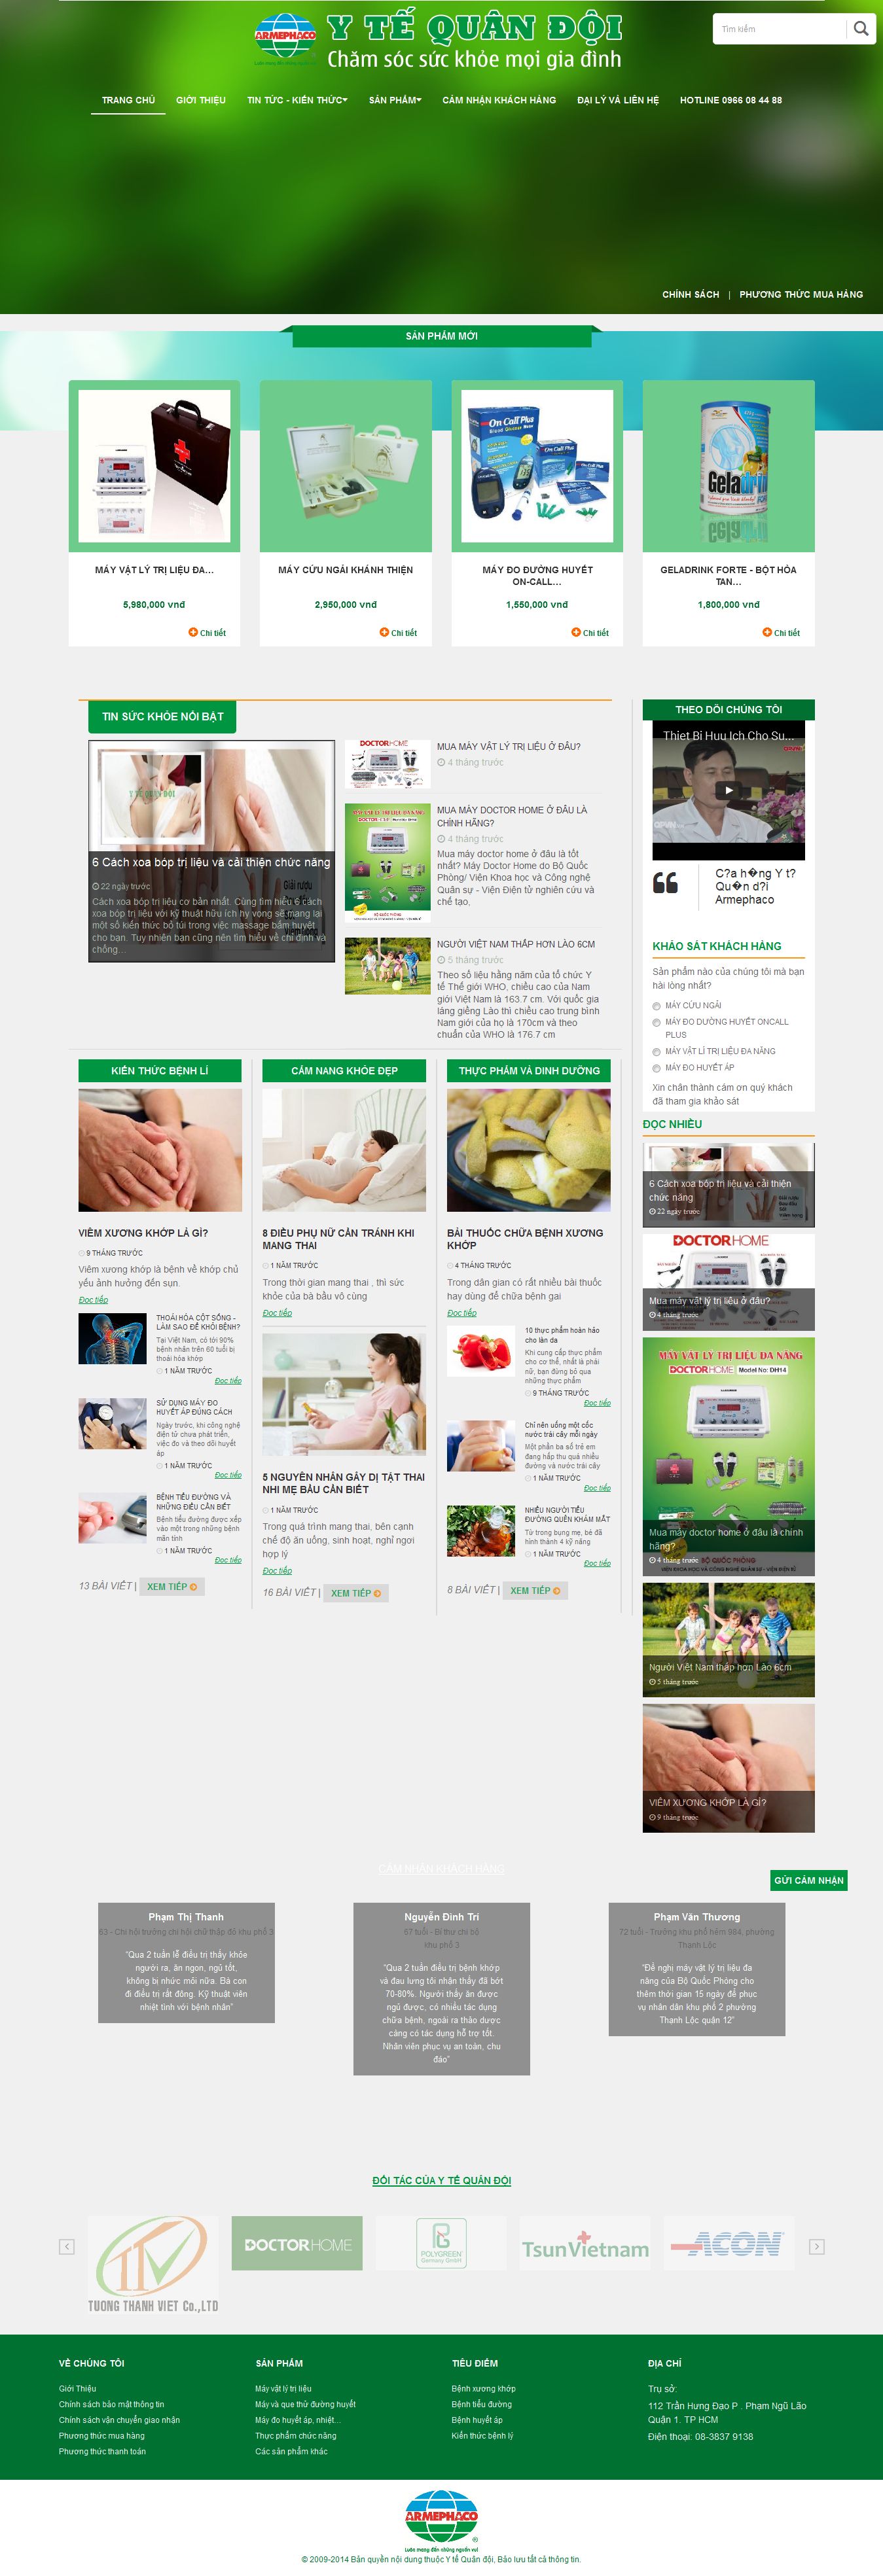 ARMEPHACO
Y TẾ QUÂN ĐỘI
Chăm sóc sức khỏe mọi gia đình
Tìm kiếm
TRANG CHỦ
GIỚI THIỆU
TIN TỨC - KIẾN THỨC
SẢN PHẨM
CẢM NHẬN KHÁCH HÀNG
ĐẠI LÝ VÀ LIÊN HỆ
HOTLINE 0966 08 44 88
CHÍNH SÁCH | PHƯƠNG THỨC MUA HÀNG
SẢN PHẨM MỚI
On Call Plus
Geladrink
MÁY VẬT LÝ TRỊ LIỆU ĐA...
5,980,000 vnđ
Chi tiết
MÁY CỨU NGẢI KHÁNH THIỆN
2,950,000 vnđ
Chi tiết
MÁY ĐO ĐƯỜNG HUYẾT
ON-CALL...
1,550,000 vnđ
Chi tiết
GELADRINK FORTE - BỘT HÒA
TAN...
1,800,000 vnđ
Chi tiết
TIN SỨC KHỎE NỔI BẬT
Y TẾ QUÂN ĐỘI
6 Cách xoa bóp trị liệu và cải thiện chức năng
22 ngày trước
Cách xoa bóp trị liệu cơ bản nhất. Cùng tìm hiểu 6 cách
xoa bóp trị liệu với kỹ thuật hữu ích hy vọng sẽ mang lại
một số kiến thức bỏ túi trong việc massage bấm huyệt
cho bạn. Tuy nhiên bạn cũng nên tìm hiểu về chỉ định và
chống...
DOCTORHOME
MUA MÁY VẬT LÝ TRỊ LIỆU Ở ĐÂU?
4 tháng trước
MUA MÁY DOCTOR HOME Ở ĐÂU LÀ
CHÍNH HÃNG?
4 tháng trước
Mua máy doctor home ở đâu là tốt
nhất? Máy Doctor Home do Bộ Quốc
Phòng/ Viện Khoa học và Công nghệ
Quân sự - Viện Điện tử nghiên cứu và
chế tạo,
NGƯỜI VIỆT NAM THẤP HƠN LÀO 6CM
5 tháng trước
Theo số liệu hằng năm của tổ chức Y
tế Thế giới WHO, chiều cao của Nam
giới Việt Nam là 163.7 cm. Với quốc gia
láng giềng Lào thì chiều cao trung bình
Nam giới của họ là 170cm và theo
chuẩn của WHO là 176.7 cm
THEO DÕI CHÚNG TÔI
Thiet Bi Huu Ich Cho Su...
C?a h�ng Y t?
Qu�n d?i
Armephaco
KHẢO SÁT KHÁCH HÀNG
Sản phẩm nào của chúng tôi mà bạn
hài lòng nhất?
MÁY CỨU NGẢI
MÁY ĐO ĐƯỜNG HUYẾT ONCALL
PLUS
MÁY VẬT LÍ TRỊ LIỆU ĐA NĂNG
MÁY ĐO HUYẾT ÁP
Xin chân thành cảm ơn quý khách
đã tham gia khảo sát
ĐỌC NHIỀU
6 Cách xoa bóp trị liệu và cải thiện
chức năng
22 ngày trước
DOCTORHOME
Mua máy vật lý trị liệu ở đâu?
4 tháng trước
MÁY VẬT LÝ TRỊ LIỆU ĐA NĂNG
DOCTORHOME Model No: DH14
Mua máy doctor home ở đâu là chính
hãng?
4 tháng trước
BỘ QUỐC PHÒNG
VIỆN KHOA HỌC VÀ CÔNG NGHỆ QUÂN SỰ - VIỆN ĐIỆN TỬ
Người Việt Nam thấp hơn Lào 6cm
5 tháng trước
VIÊM XƯƠNG KHỚP LÀ GÌ?
9 tháng trước
KIẾN THỨC BỆNH LÍ
VIÊM XƯƠNG KHỚP LÀ GÌ?
9 THÁNG TRƯỚC
Viêm xương khớp là bệnh về khớp chủ
yếu ảnh hưởng đến sụn.
Đọc tiếp
THOÁI HÓA CỘT SỐNG -
LÀM SAO ĐỂ KHỎI BỆNH?
Tại Việt Nam, có tới 90%
bệnh nhân trên 60 tuổi bị
thoái hóa khớp
1 NĂM TRƯỚC
Đọc tiếp
SỬ DỤNG MÁY ĐO
HUYẾT ÁP ĐÚNG CÁCH
Ngày trước, khi công nghệ
điện tử chưa phát triển,
việc đo và theo dõi huyết
áp
1 NĂM TRƯỚC
Đọc tiếp
BỆNH TIỂU ĐƯỜNG VÀ
NHỮNG ĐIỀU CẦN BIẾT
Bệnh tiểu đường được xếp
vào một trong những bệnh
mãn tính
1 NĂM TRƯỚC
Đọc tiếp
13 BÀI VIẾT | XEM TIẾP
CẨM NANG KHỎE ĐẸP
8 ĐIỀU PHỤ NỮ CẦN TRÁNH KHI
MANG THAI
1 NĂM TRƯỚC
Trong thời gian mang thai , thì sức
khỏe của bà bầu vô cùng
Đọc tiếp
5 NGUYÊN NHÂN GÂY DỊ TẬT THAI
NHI MẸ BẦU CẦN BIẾT
1 NĂM TRƯỚC
Trong quá trình mang thai, bên cạnh
chế độ ăn uống, sinh hoạt, nghỉ ngơi
hợp lý
Đọc tiếp
16 BÀI VIẾT | XEM TIẾP
THỰC PHẨM VÀ DINH DƯỠNG
BÀI THUỐC CHỮA BỆNH XƯƠNG
KHỚP
4 THÁNG TRƯỚC
Trong dân gian có rất nhiều bài thuốc
hay dùng để chữa bệnh gai
Đọc tiếp
10 thực phẩm hoàn hảo
cho làn da
Khi cung cấp thực phẩm
cho cơ thể, nhất là phái
nữ, bạn đừng bỏ qua
những thực phẩm
9 THÁNG TRƯỚC
Đọc tiếp
Chỉ nên uống một cốc
nước trái cây mỗi ngày
Một phần ba số trẻ em
đang hấp thu quá nhiều
đường và nước trái cây
1 NĂM TRƯỚC
Đọc tiếp
NHIỀU NGƯỜI TIỂU
ĐƯỜNG QUÊN KHÁM MẮT
Từ trong bụng mẹ, bé đã
hình thành 4 kỹ năng
1 NĂM TRƯỚC
Đọc tiếp
8 BÀI VIẾT | XEM TIẾP
CẢM NHẬN KHÁCH HÀNG
GỬI CẢM NHẬN
Phạm Thị Thanh
63 - Chi hội trưởng chi hội chữ thập đỏ khu phố 3
"Qua 2 tuần lễ điều trị thấy khỏe
người ra, ăn ngon, ngủ tốt,
không bị nhức mỏi nữa. Bà con
đi điều trị rất đông. Kỹ thuật viên
nhiệt tình với bệnh nhân"
Nguyễn Đình Trí
67 tuổi - Bí thư chi bộ
khu phố 3
"Qua 2 tuần điều trị bệnh khớp
và đau lưng tôi nhận thấy đã bớt
70-80%. Người thấy ăn được
ngủ được, có nhiều tác dụng
chữa bệnh, ngoài ra thảo dược
càng có tác dụng hỗ trợ tốt.
Nhân viên phục vụ an toàn, chu
đáo"
Phạm Văn Thương
72 tuổi - Trưởng khu phố hẻm 984, phường
Thạnh Lộc
"Đề nghị máy vật lý trị liệu đa
năng của Bộ Quốc Phòng cho
thêm thời gian 15 ngày để phục
vụ nhân dân khu phố 2 phường
Thạnh Lộc quận 12"
ĐỐI TÁC CỦA Y TẾ QUÂN ĐỘI
TUONG THANH VIET Co.,LTD
DOCTORHOME
POLYGREEN
Germany GmbH
TsunVietnam
ACON
VỀ CHÚNG TÔI
Giới Thiệu
Chính sách bảo mật thông tin
Chính sách vận chuyển giao nhận
Phương thức mua hàng
Phương thức thanh toán
SẢN PHẨM
Máy vật lý trị liệu
Máy và que thử đường huyết
Máy đo huyết áp, nhiệt...
Thực phẩm chức năng
Các sản phẩm khác
TIÊU ĐIỂM
Bệnh xương khớp
Bệnh tiểu đường
Bệnh huyết áp
Kiến thức bệnh lý
ĐỊA CHỈ
Trụ sở:
112 Trần Hưng Đạo P . Phạm Ngũ Lão
Quận 1. TP HCM
Điện thoại: 08-3837 9138
ARMEPHACO
Luôn mang đến những nguồn vui
© 2009-2014 Bản quyền nội dung thuộc Y tế Quân đội, Bảo lưu tất cả thông tin.